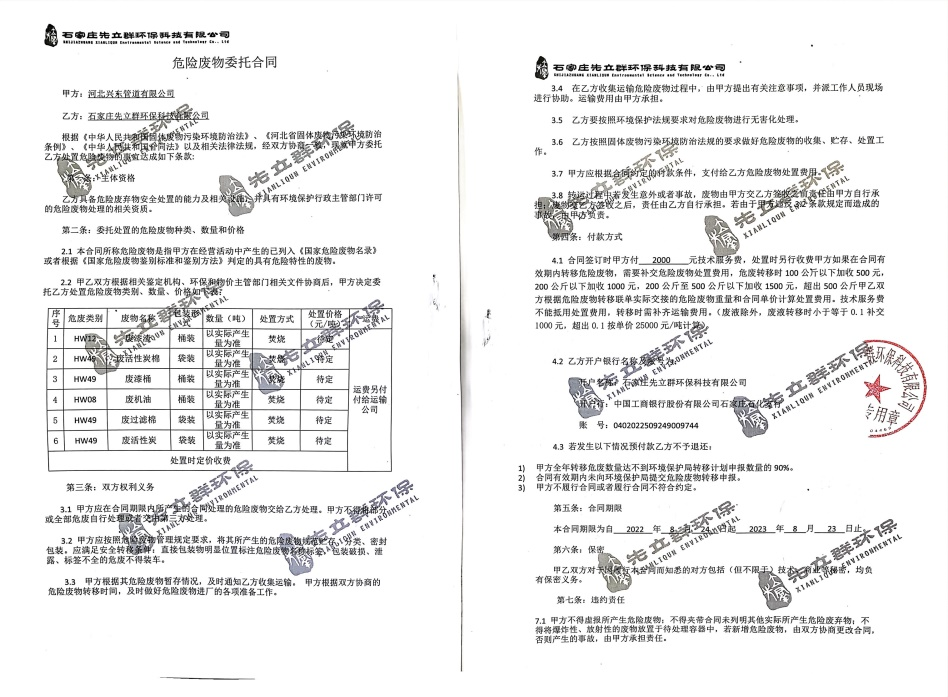 石家庄先立群环保科技有限公司
SHIJIAZHUANG XIANLIQUN Environmental Science and Technology Co., Ltd
危险废物委托合同
甲方：河北兴东管道有限公司
乙方：石家庄先立群环保科技有限公司
根据《中华人民共和国固体废物污染环境防治法》、《河北省固体废物污染环境防治
条例》、《中华人民共和国合同法》以及相关法律法规，经双方协商一致，现就甲方委托
乙方处置危险废物的事宜达成如下条款：
第一条：主体资格
乙方具备危险废弃物安全处置的能力及相关设施，并具有环境保护行政主管部门许可
的危险废物处理的相关资质。
第二条：委托处置的危险废物种类、数量和价格
2.1 本合同所称危险废物是指甲方在经营活动中产生的已列入《国家危险废物名录》
或者根据《国家危险废物鉴别标准和鉴别方法》判定的具有危险特性的废物。
2.2 甲乙双方根据相关鉴定机构、环保和物价主管部门相关文件协商后，甲方决定委
托乙方处置危险废物类别、数量、价格如下表：
序号 危废类别 废物名称 包装形式 数量（吨） 处置方式 处置价格（元/吨） 运费
1 HW12 废漆渣 桶装 以实际产生量为准 焚烧 待定
2 HW49 废活性炭棉 袋装 以实际产生量为准 焚烧 待定
3 HW49 废漆桶 桶装 以实际产生量为准 焚烧 待定
4 HW08 废机油 桶装 以实际产生量为准 焚烧 待定
5 HW49 废过滤棉 袋装 以实际产生量为准 焚烧 待定
6 HW49 废活性炭 袋装 以实际产生量为准 焚烧 待定
运费另付付给运输公司
处置时定价收费
第三条：双方权利义务
3.1 甲方应在合同期限内所产生的合同处理的危险废物交给乙方处理。甲方不得将部分
或全部危废自行处理或者交由第三方处理。
3.2 甲方应按照危险废物管理规定要求，将其所产生的危险废物规范贮存、分类、密封
包装。应满足安全转移条件；直接包装物明显位置标注危险废物名称标签，包装破损、泄
露、标签不全的危废不得装车。
3.3 甲方根据其危险废物暂存情况，及时通知乙方收集运输。 甲方根据双方协商的
危险废物转移时间，及时做好危险废物进厂的各项准备工作。
石家庄先立群环保科技有限公司
SHIJIAZHUANG XIANLIQUN Environmental Science and Technology Co., Ltd
3.4 在乙方收集运输危险废物过程中，由甲方提出有关注意事项，并派工作人员现场
进行协助。运输费用由甲方承担。
3.5 乙方要按照环境保护法规要求对危险废物进行无害化处理。
3.6 乙方要按照固体废物污染环境防治法规的要求做好危险废物的收集、贮存、处置工
作。
3.7 甲方应根据合同约定的付款条件，支付给乙方危险废物处置费用。
3.8 转运过程中若发生意外或者事故，废物由甲方交乙方签收之前责任由甲方自行承
担；废物交乙方签收之后，责任由乙方自行承担。若由于甲方违反 3.2 条款规定而造成的
事故，由甲方负责。
第四条：付款方式
4.1 合同签订时甲方付 2000 元技术服务费，处置时另行收费甲方如果在合同有
效期内转移危险废物，需要补交危险废物处置费用，危废转移时 100 公斤以下加收 500 元，
200 公斤以下加收 1000 元，200 公斤至 500 公斤以下加收 1500 元，超出 500 公斤甲乙双
方根据危险废物转移联单实际交接的危险废物重量和合同单价计算处置费用。技术服务费
不能抵用处置费用，转移时需补齐运输费用。（废液除外，废液转移时小于等于 0.1 补交
1000 元，超出 0.1 按单价 25000 元/吨计算）
4.2 乙方开户银行名称及账号为：
开户名称：石家庄先立群环保科技有限公司
开户行：中国工商银行股份有限公司石家庄石化支行
账 号：0402022509249009744
4.3 若发生以下情况预付款乙方不予退还：
1) 甲方全年转移危废数量达不到环境保护局转移计划申报数量的 90%。
2) 合同有效期内未向环境保护局提交危险废物转移申报。
3) 甲方不履行合同或者履行合同不符合约定。
第五条：合同期限
本合同期限为自 2022 年 8 月 24 日起 2023 年 8 月 23 日止。
第六条：保密
甲乙双方对于因履行本合同而知悉的对方包括（但不限于）技术、商业等秘密，均负
有保密义务。
第七条：违约责任
7.1 甲方不得虚报所产生危险废物；不得夹带合同未列明其他实际所产生危险废弃物；不
得将爆炸性、放射性的废物放置于待处理容器中，若新增危险废物，由双方协商更改合同。
否则产生的事故，由甲方承担责任。
先立群环保
XIANLIQUN ENVIRONMENTAL
群环保科技有限公司
专用章